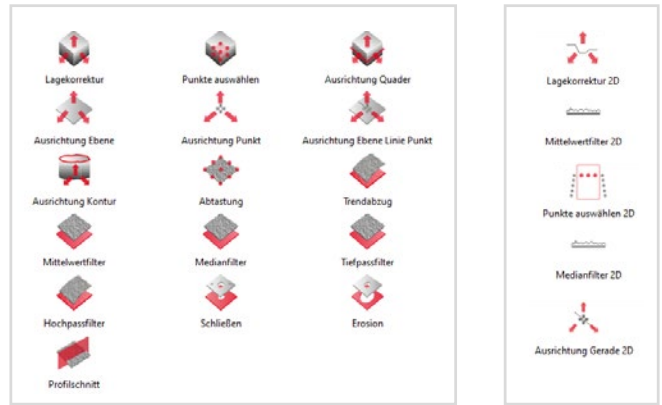 Lagekorrektur Punkte auswählen Ausrichtung Quader
Ausrichtung Ebene Ausrichtung Punkt Ausrichtung Ebene Linie Punkt
Ausrichtung Kontur Abtastung Trendabzug
Mittelwertfilter Medianfilter Tiefpassfilter
Hochpassfilter Schließen Erosion
Profilschnitt
Lagekorrektur 2D
Mittelwertfilter 2D
Punkte auswählen 2D
Medianfilter 2D
Ausrichtung Gerade 2D